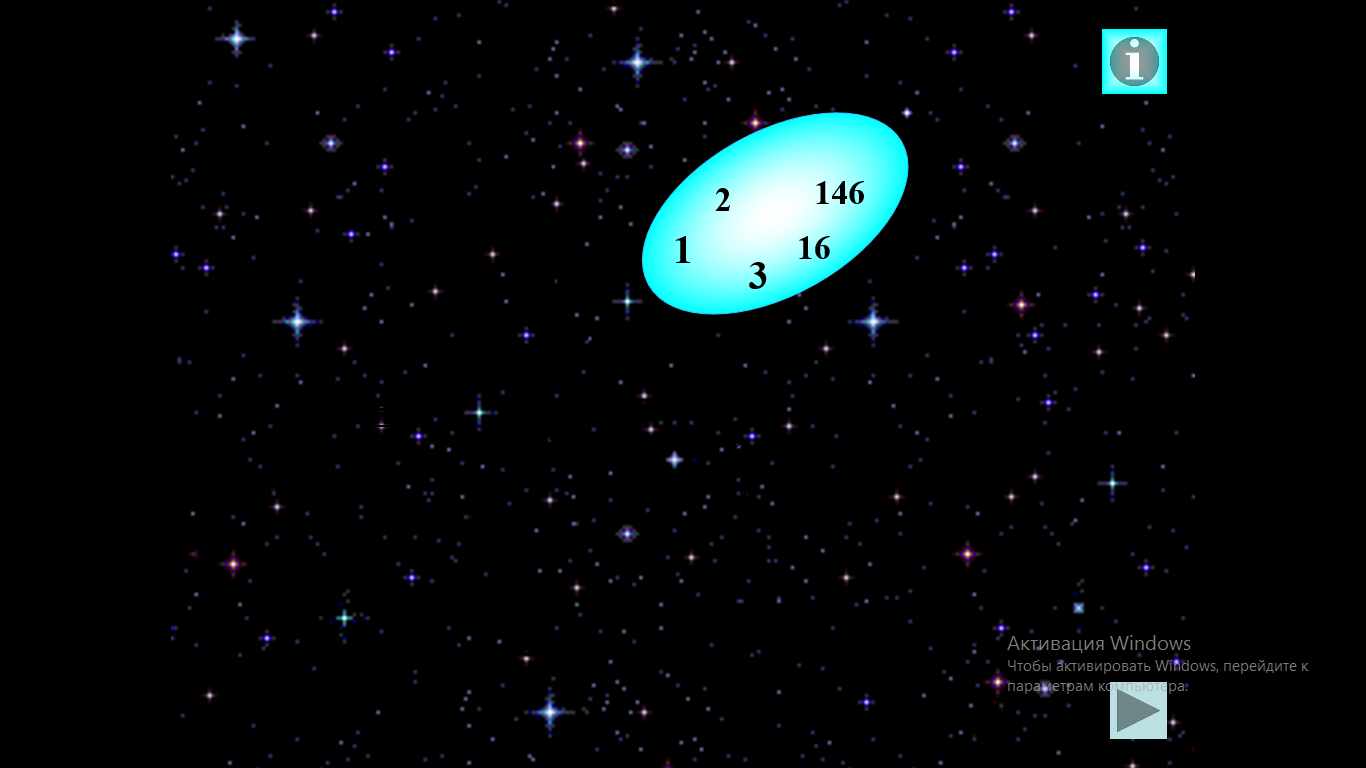 i
2
146
1
16
3
Активация Windows
Чтобы активировать Windows, перейдите к
параметрам компьютера.